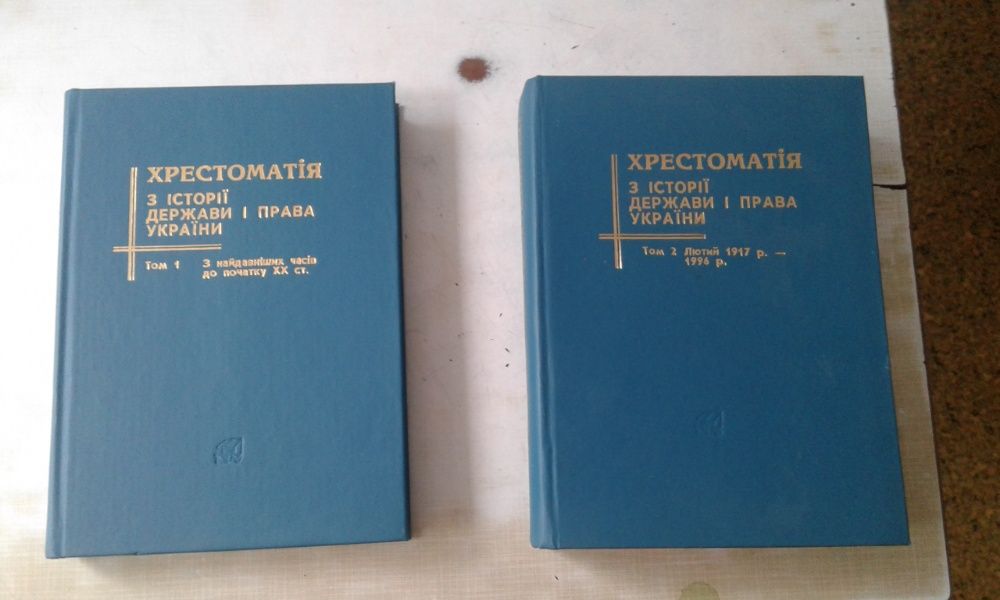 ХРЕСТОМАТІЯ
З ІСТОРІЇ
ДЕРЖАВИ І ПРАВА
УКРАЇНИ
Том 1 З найдавніших часів
до початку ХХ ст.
ХРЕСТОМАТІЯ
З ІСТОРІЇ
ДЕРЖАВИ І ПРАВА
УКРАЇНИ
Том 2 Лютий 1917 р. —
1996 р.